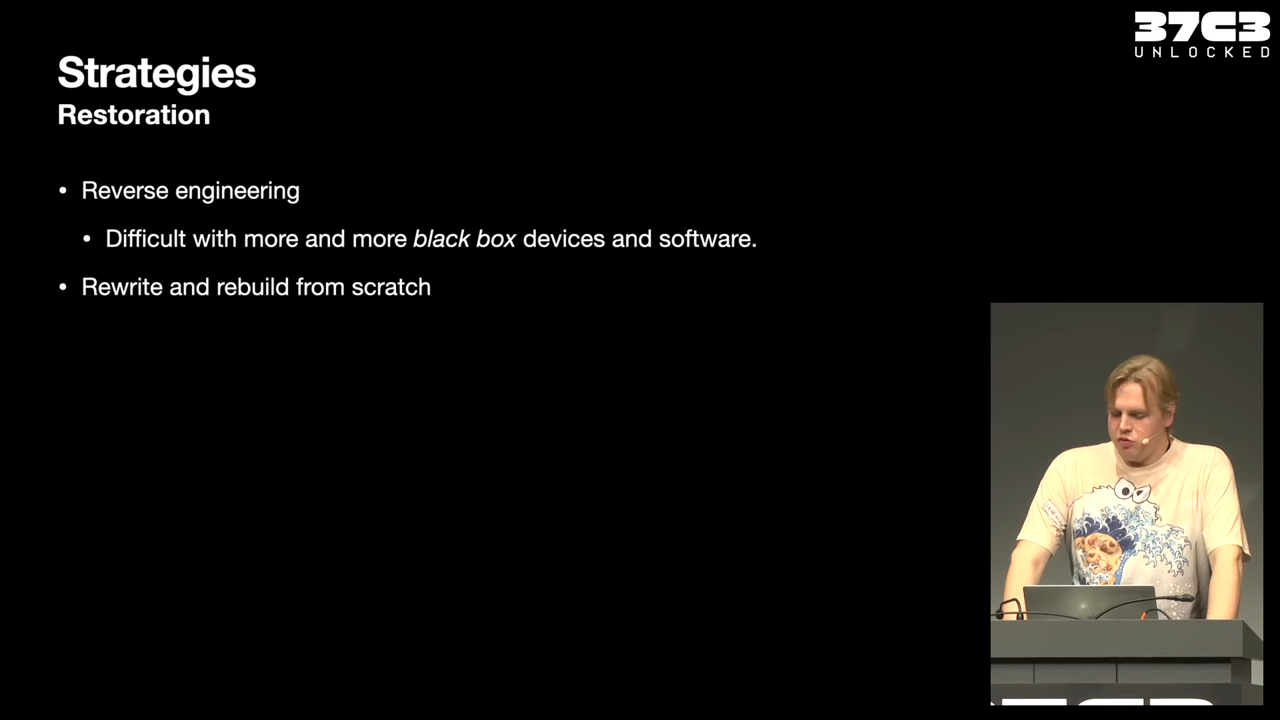 37C3
UNLOCKED
Strategies
Restoration
• Reverse engineering
• Difficult with more and more black box devices and software.
• Rewrite and rebuild from scratch